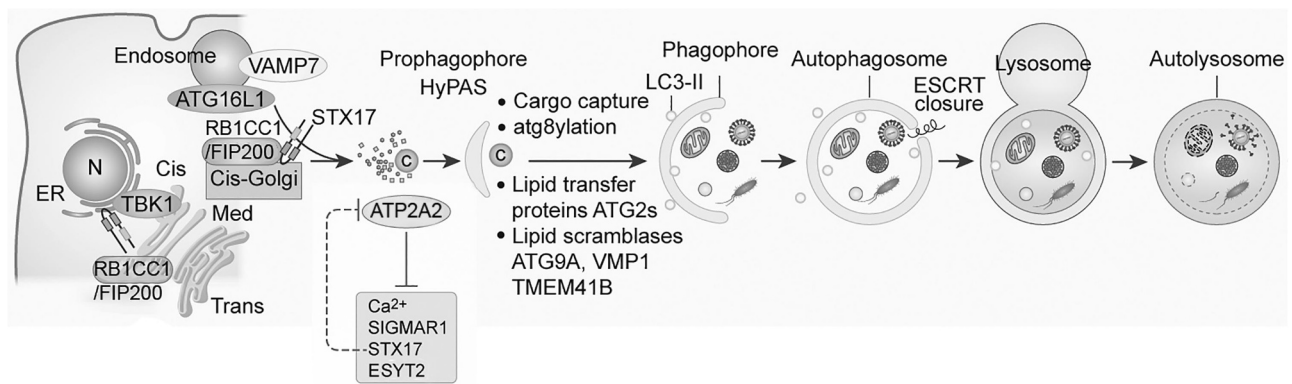 Endosome
VAMP7
ATG16L1
RB1CC1
/FIP200
STX17
Cis-Golgi
N
ER
TBK1
Cis
Med
Trans
RB1CC1
/FIP200
C
ATP2A2
Ca2+
SIGMAR1
STX17
ESYT2
Prophagophore
HyPAS
C
• Cargo capture
• atg8ylation
• Lipid transfer
proteins ATG2s
• Lipid scramblases
ATG9A, VMP1
TMEM41B
Phagophore
LC3-II
Autophagosome
ESCRT
closure
Lysosome
Autolysosome